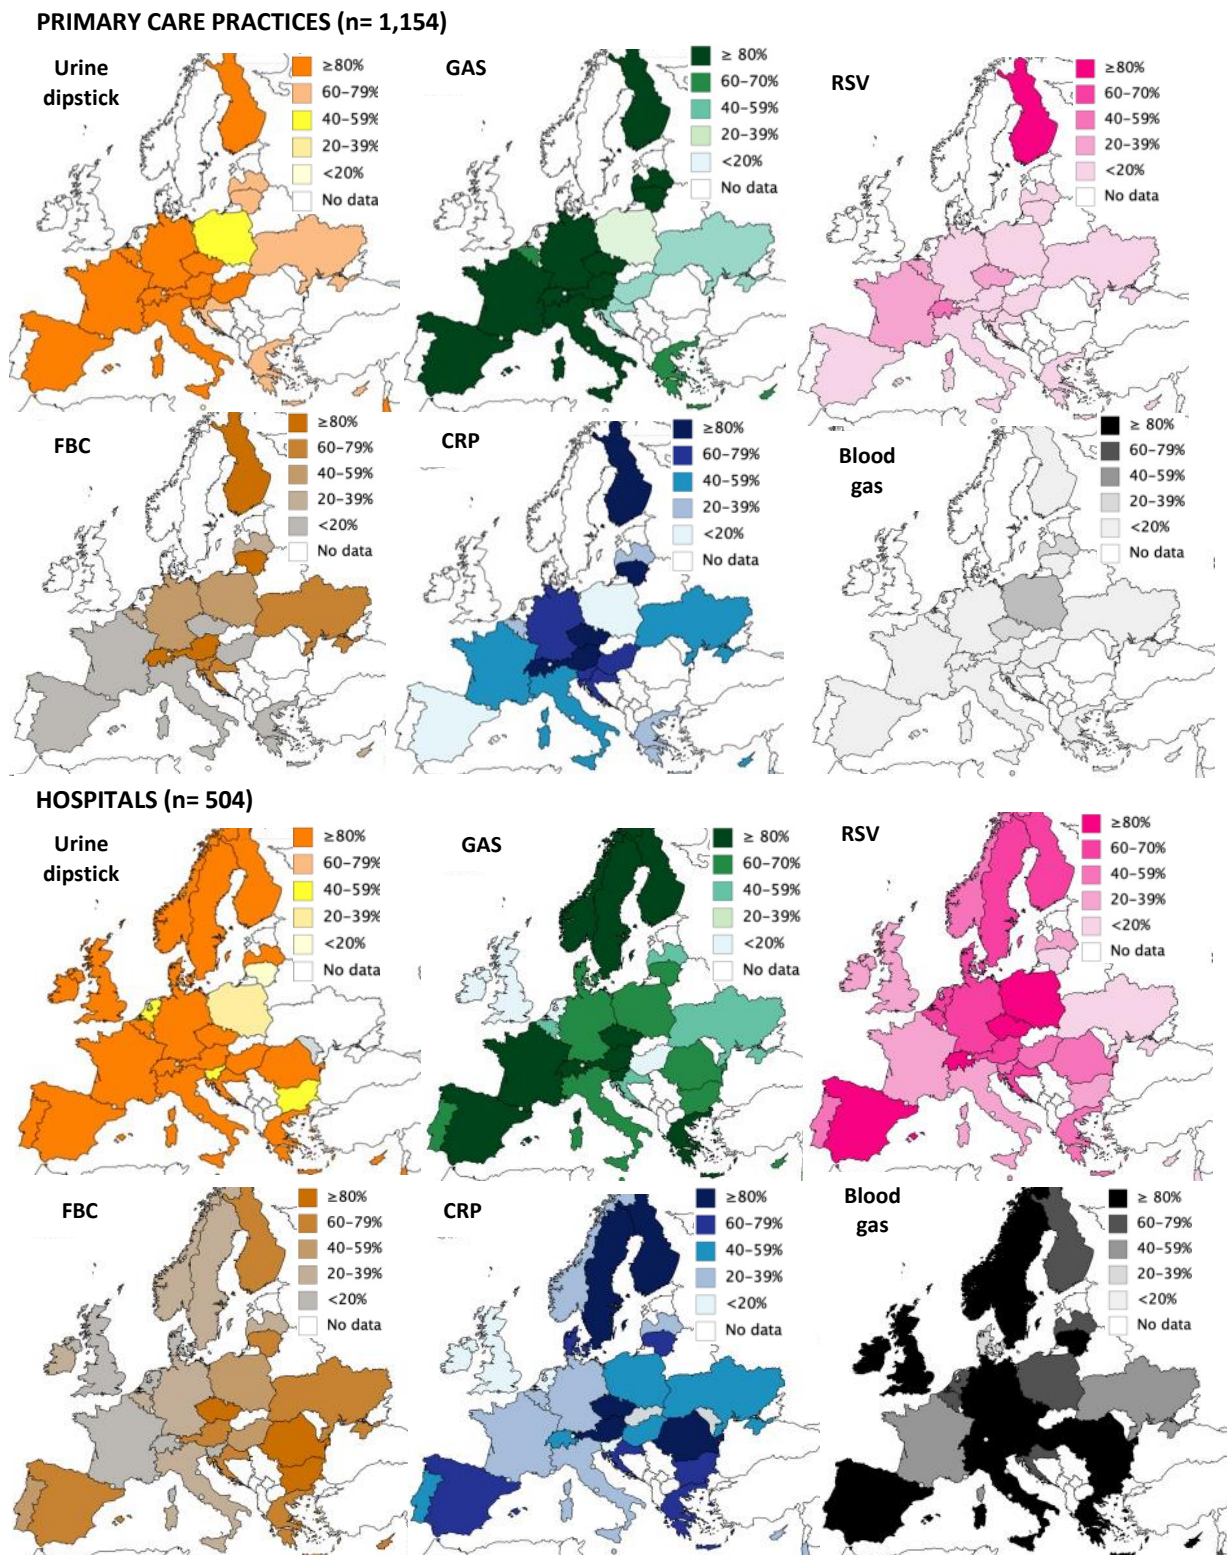 PRIMARY CARE PRACTICES (n= 1,154)
Urine
dipstick
≥80%
60–79%
40–59%
20–39%
<20%
No data
GAS
≥ 80%
60–70%
40–59%
20–39%
<20%
No data
RSV
≥80%
60–70%
40–59%
20–39%
<20%
No data
FBC
≥80%
60–79%
40–59%
20–39%
<20%
No data
CRP
≥80%
60–79%
40–59%
20–39%
<20%
No data
Blood
gas
≥ 80%
60–79%
40–59%
20–39%
<20%
No data
HOSPITALS (n= 504)
Urine
dipstick
≥80%
60–79%
40–59%
20–39%
<20%
No data
GAS
≥ 80%
60–70%
40–59%
20–39%
<20%
No data
RSV
≥80%
60–70%
40–59%
20–39%
<20%
No data
FBC
≥80%
60–79%
40–59%
20–39%
<20%
No data
CRP
≥80%
60–79%
40–59%
20–39%
<20%
No data
Blood
gas
≥ 80%
60–79%
40–59%
20–39%
<20%
No data